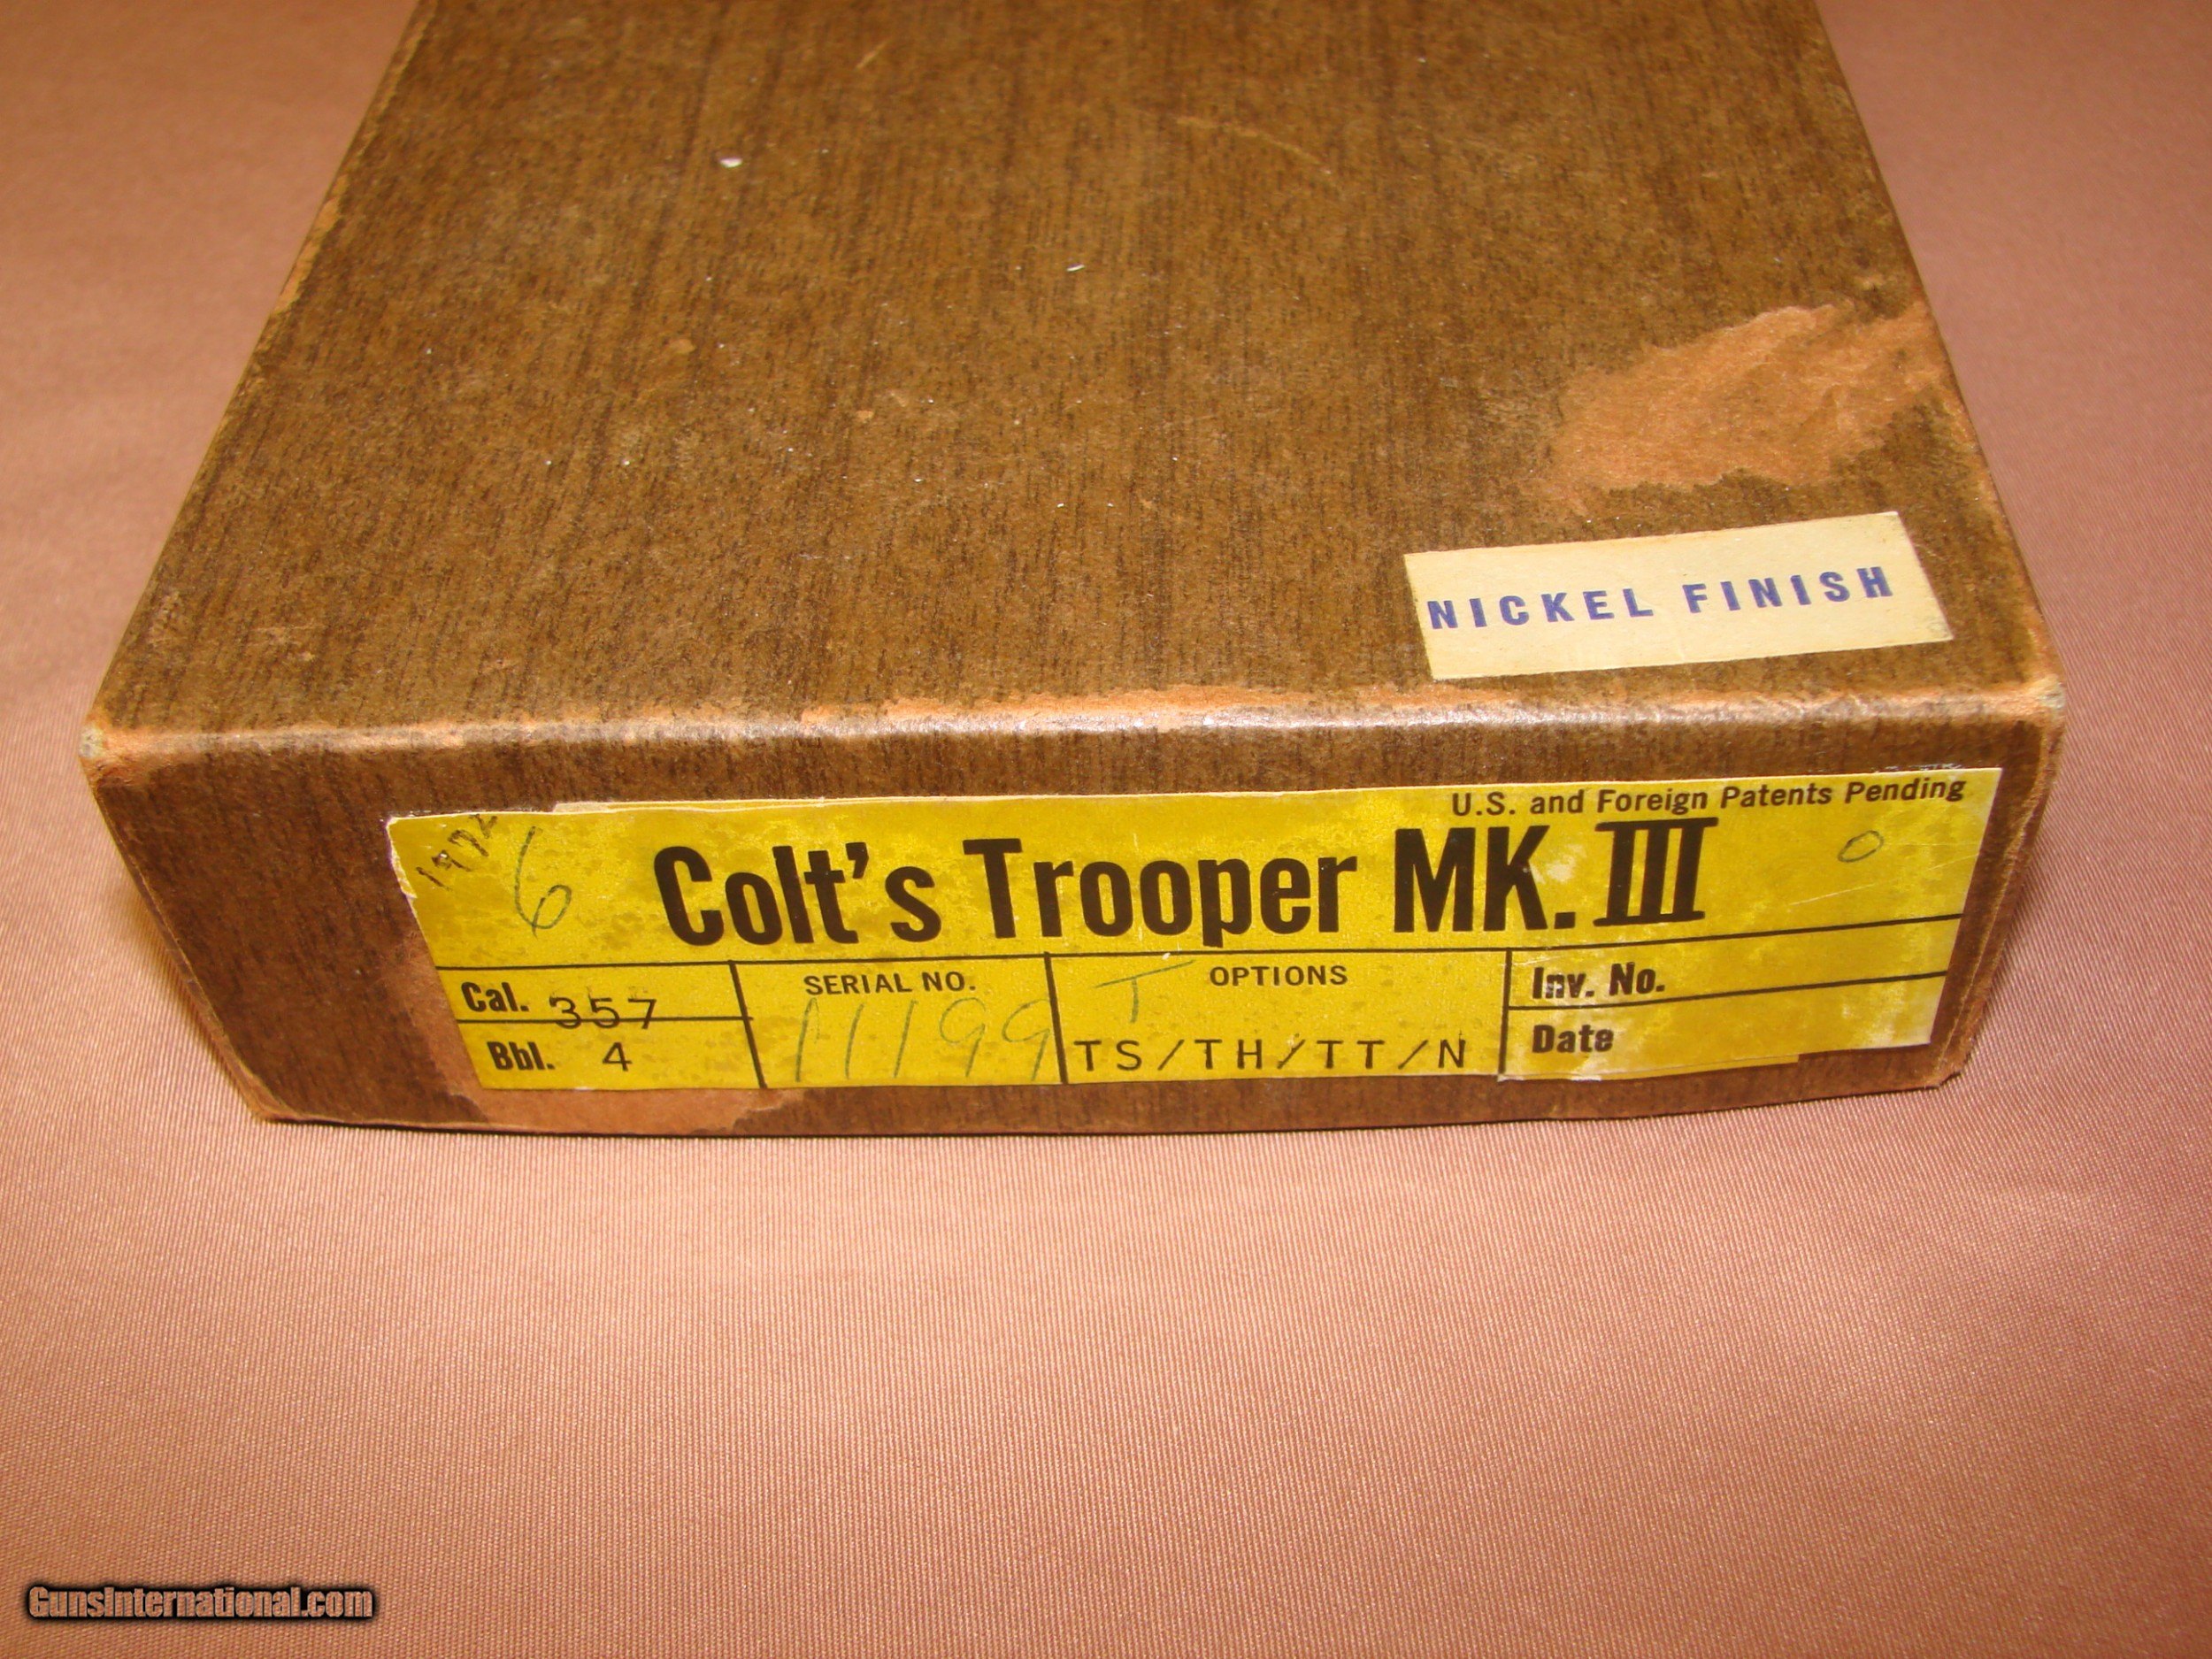 NICKEL FINISH
U.S. and Foreign Patents Pending
1972
6 Colt's Trooper MK. III 0
Cal. 357
SERIAL NO.
T OPTIONS
Inv. No.
Bbl. 4
TS/TH/TT/N
Date
GunsInternational.com